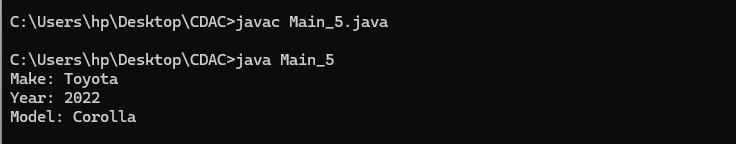 C:\Users\hp\Desktop\CDAC>javac Main_5.java
C:\Users\hp\Desktop\CDAC>java Main_5
Make: Toyota
Year: 2022
Model: Corolla